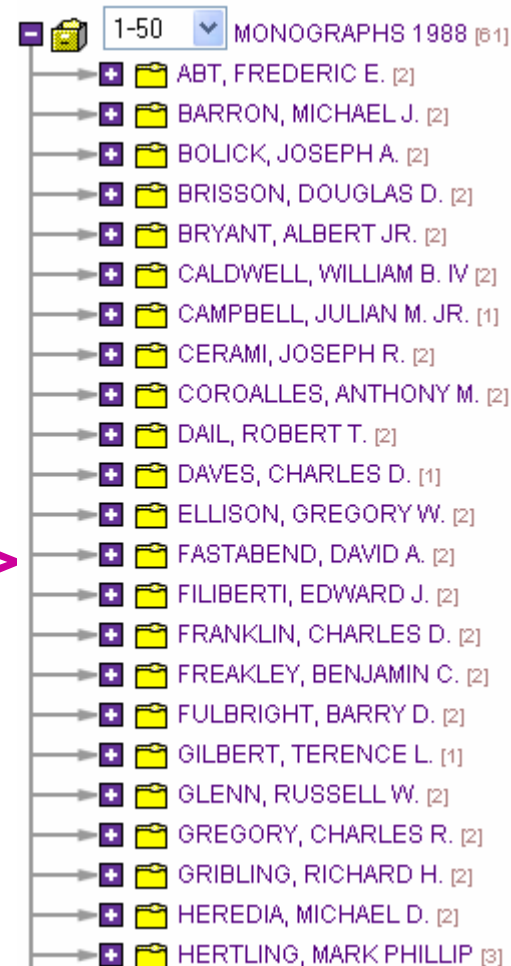 1-50 MONOGRAPHS 1988 [61]
ABT, FREDERIC E. [2]
BARRON, MICHAEL J. [2]
BOLICK, JOSEPH A. [2]
BRISSON, DOUGLAS D. [2]
BRYANT, ALBERT JR. [2]
CALDWELL, WILLIAM B. IV [2]
CAMPBELL, JULIAN M. JR. [1]
CERAMI, JOSEPH R. [2]
COROALLES, ANTHONY M. [2]
DAIL, ROBERT T. [2]
DAVES, CHARLES D. [1]
ELLISON, GREGORY W. [2]
FASTABEND, DAVID A. [2]
FILIBERTI, EDWARD J. [2]
FRANKLIN, CHARLES D. [2]
FREAKLEY, BENJAMIN C. [2]
FULBRIGHT, BARRY D. [2]
GILBERT, TERENCE L. [1]
GLENN, RUSSELL W. [2]
GREGORY, CHARLES R. [2]
GRIBLING, RICHARD H. [2]
HEREDIA, MICHAEL D. [2]
HERTLING, MARK PHILLIP [3]